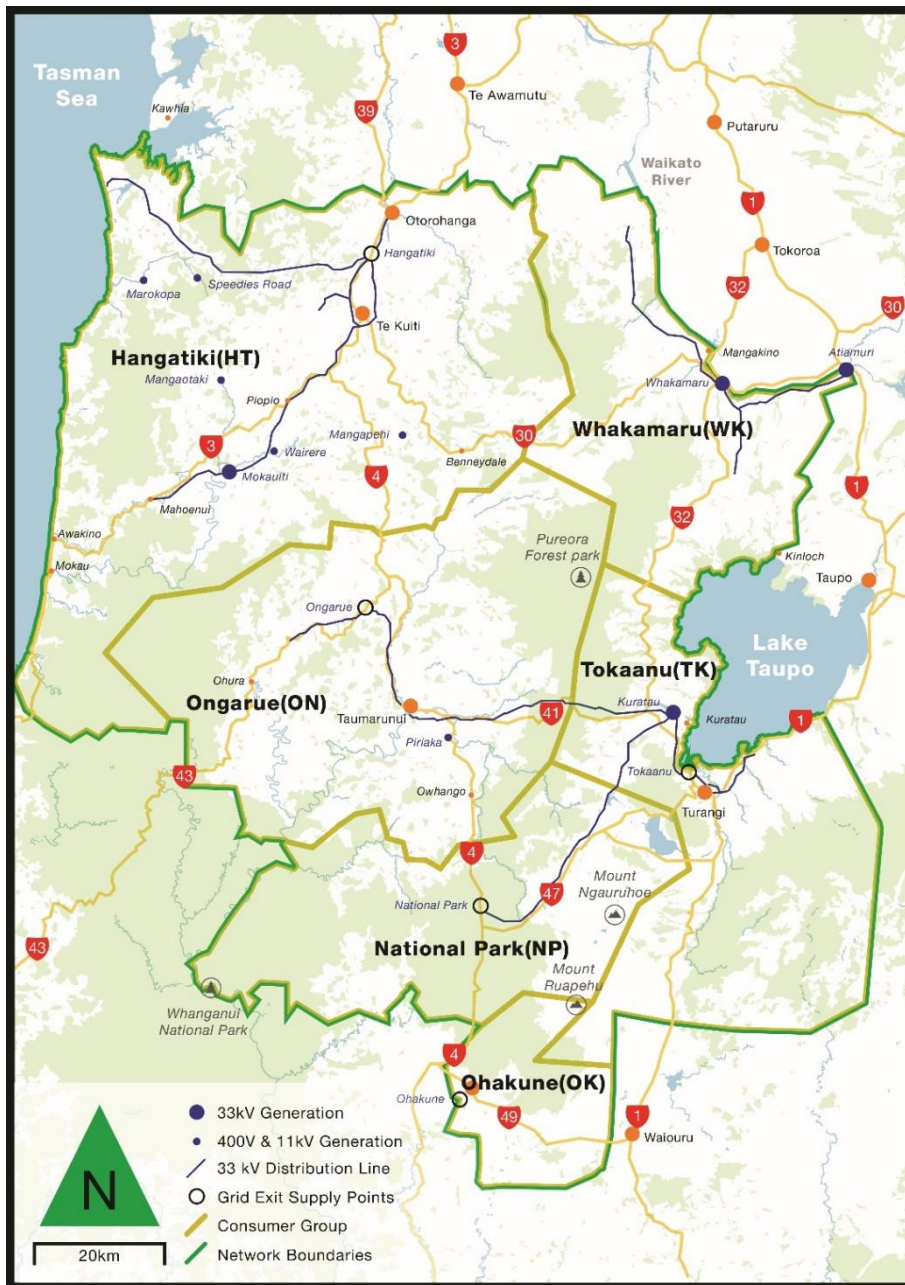 Tasman
Sea
Kawhia
3
Te Awamutu
39
Putaruru
Waikato
River
1
Otorohanga
Hangatiki
Tokoroa
32
Marokopa
Speedies Road
30
Te Kuiti
Hangatiki(HT)
Mangakino
Atiamuri
Mangaotaki
Whakamaru
Piopio
Whakamaru(WK)
3
Mangapehi
30
Wairere
Benneydale
Mokauiti
4
1
Mahoenui
32
Awakino
Pureora
Forest park
Kinloch
Mokau
Taupo
Ongarue
Lake
Taupo
Tokaanu(TK)
Ohura
Ongarue(ON)
Kuratau
Taumarunui
41
Kuratau
1
Piriaka
43
Tokaanu
Owhango
Turangi
4
Mount
Ngauruhoe
National Park
47
43
National Park(NP)
Mount
Ruapehu
Whanganui
National Park
4
Ohakune(OK)
Ohakune
49
1
Waiouru
N
20km
33kV Generation
400V & 11kV Generation
33 kV Distribution Line
Grid Exit Supply Points
Consumer Group
Network Boundaries